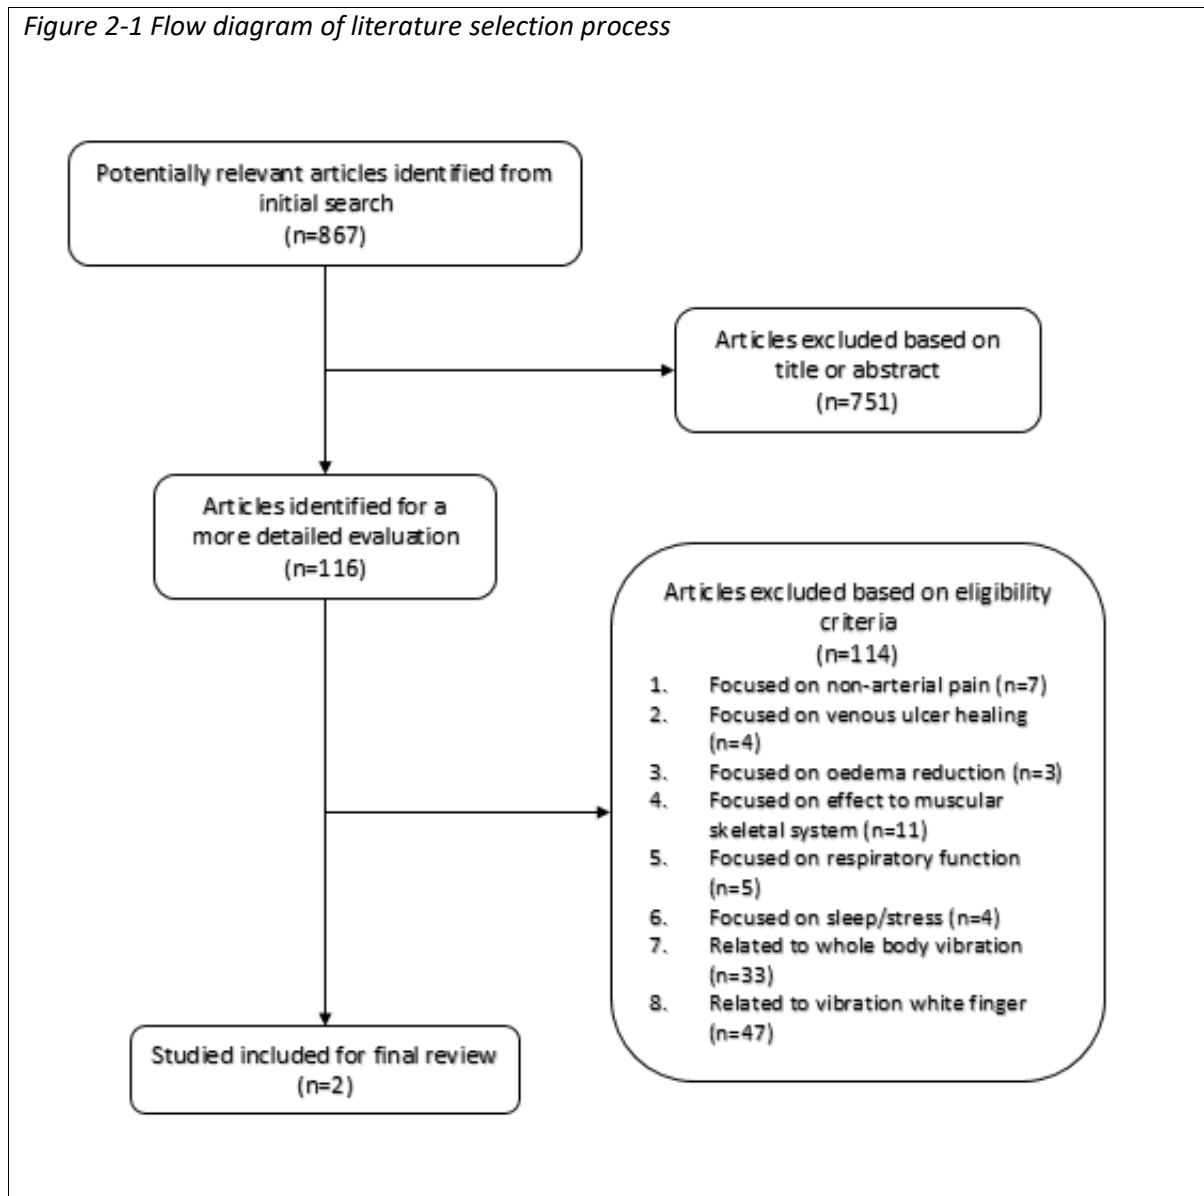 Figure 2-1 Flow diagram of literature selection process
Potentially relevant articles identified from
initial search
(n=867)
Articles excluded based on
title or abstract
(n=751)
Articles identified for a
more detailed evaluation
(n=116)
Articles excluded based on eligibility
criteria
(n=114)
1. Focused on non-arterial pain (n=7)
2. Focused on venous ulcer healing
(n=4)
3. Focused on oedema reduction (n=3)
4. Focused on effect to muscular
skeletal system (n=11)
5. Focused on respiratory function
(n=5)
6. Focused on sleep/stress (n=4)
7. Related to whole body vibration
(n=33)
8. Related to vibration white finger
(n=47)
Studied included for final review
(n=2)